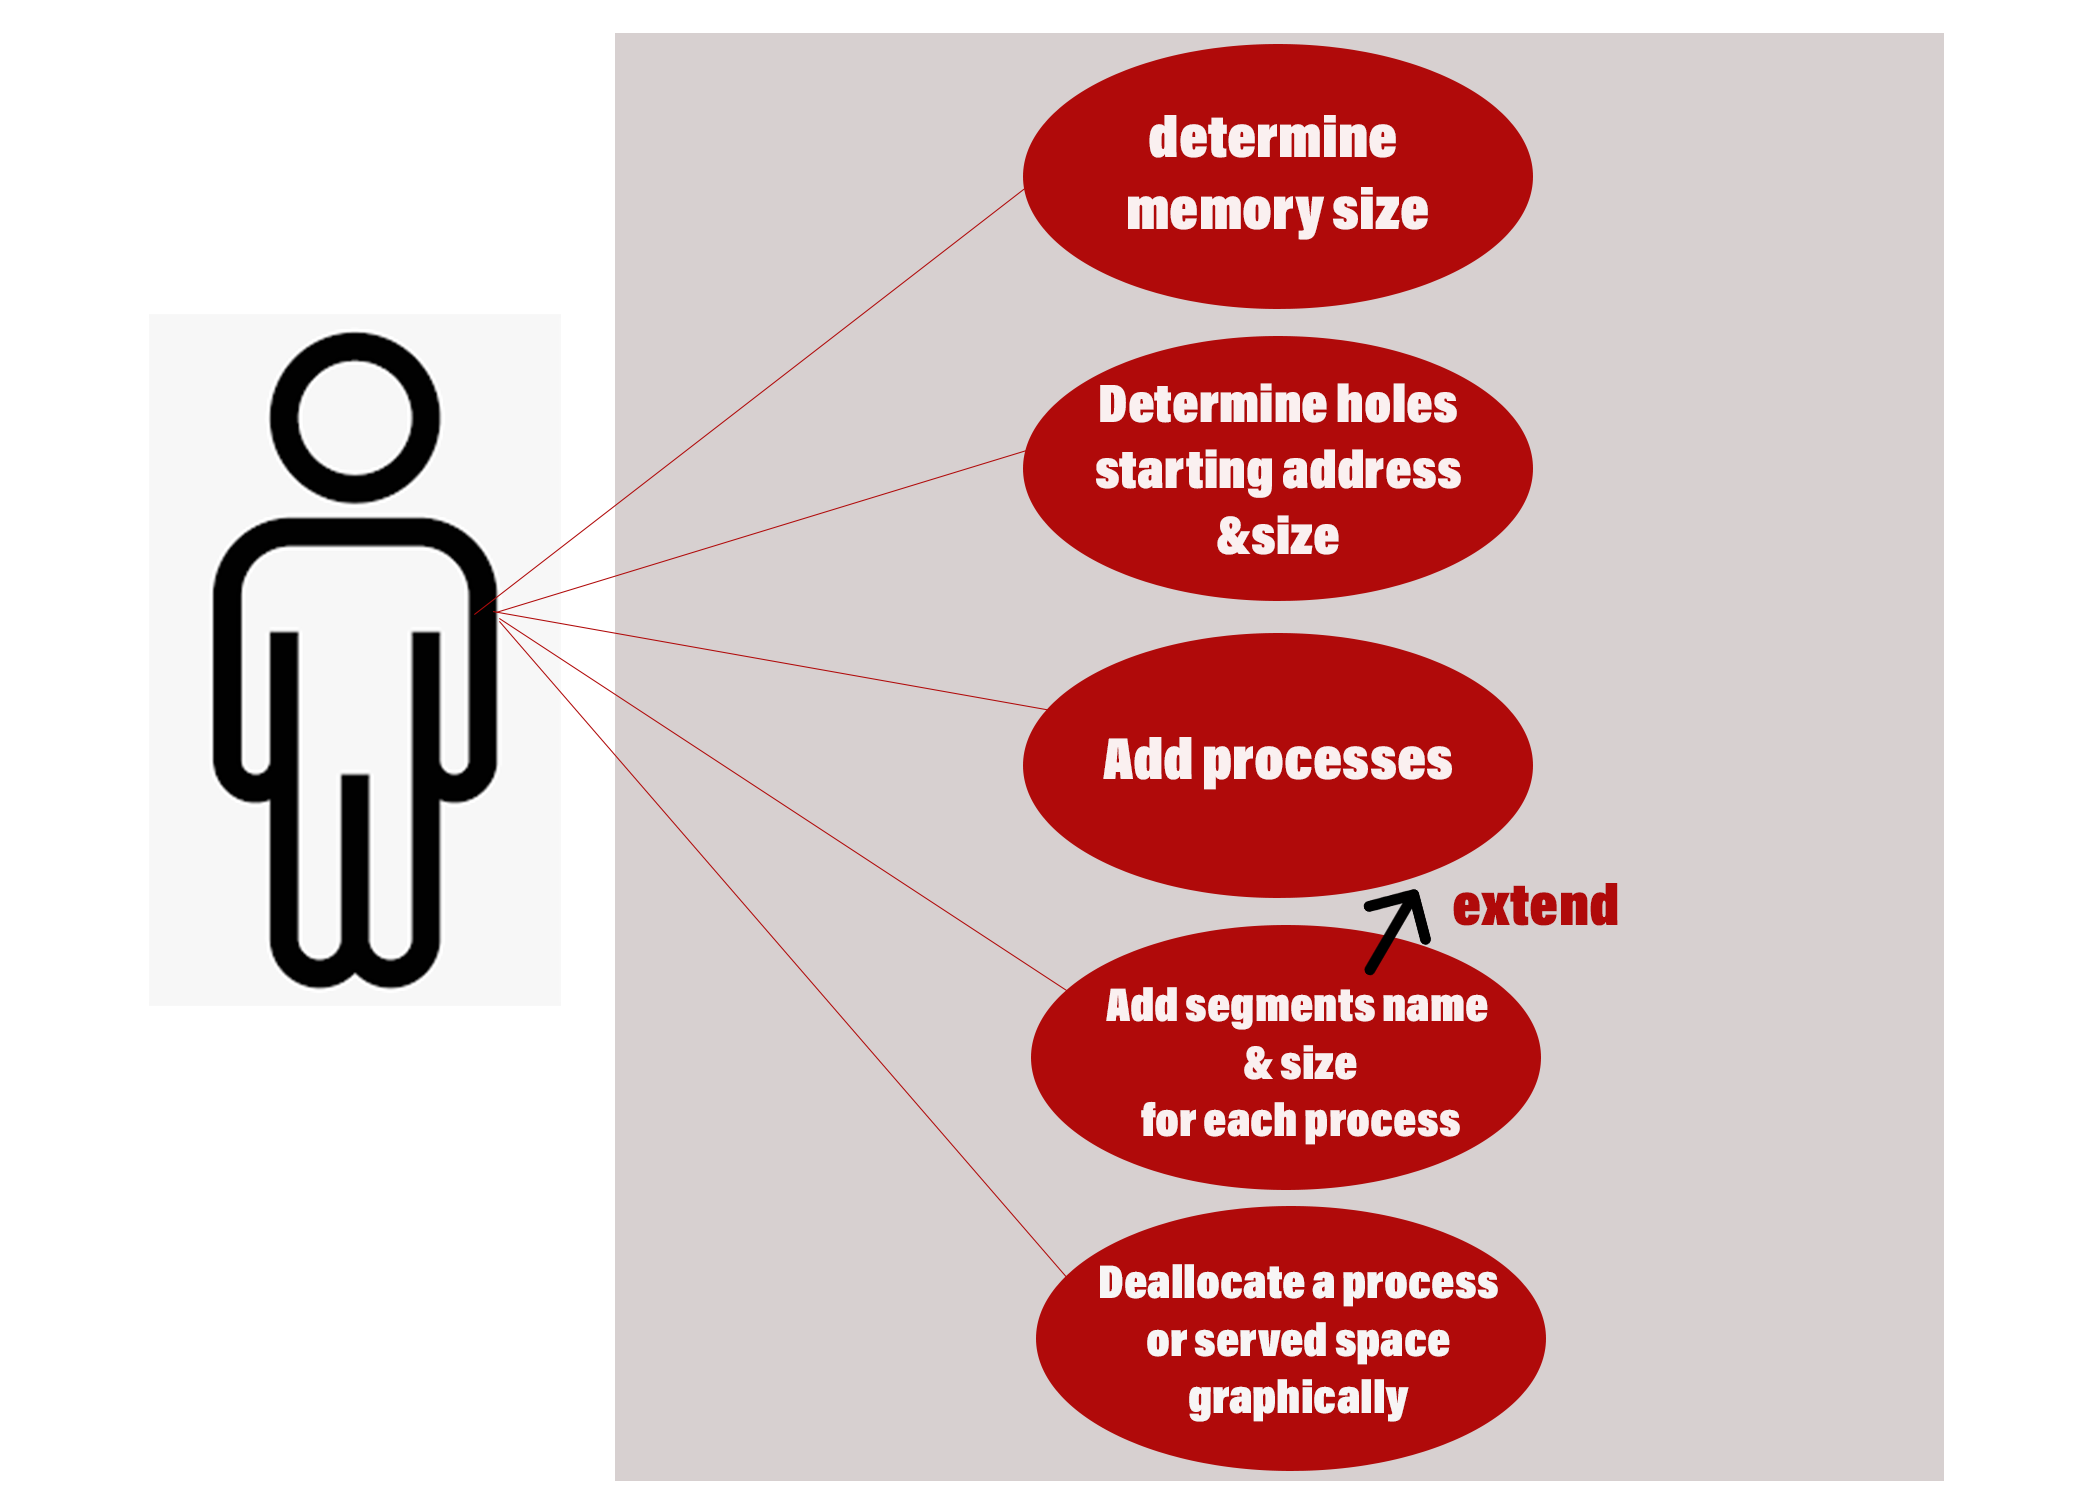 determine
memory size
Determine holes
starting address
&size
Add processes
extend
Add segments name
& size
for each process
Deallocate a process
or served space
graphically